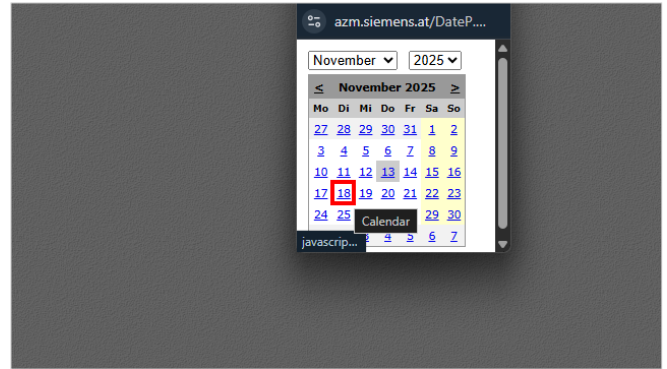 azm.siemens.at/DateP....
November 2025
< November 2025 >
Mo Di Mi Do Fr Sa So
27 28 29 30 31 1 2
3 4 5 6 7 8 9
10 11 12 13 14 15 16
17 18 19 20 21 22 23
24 25 29 30
Calendar
javascrip... 4 5 6 7